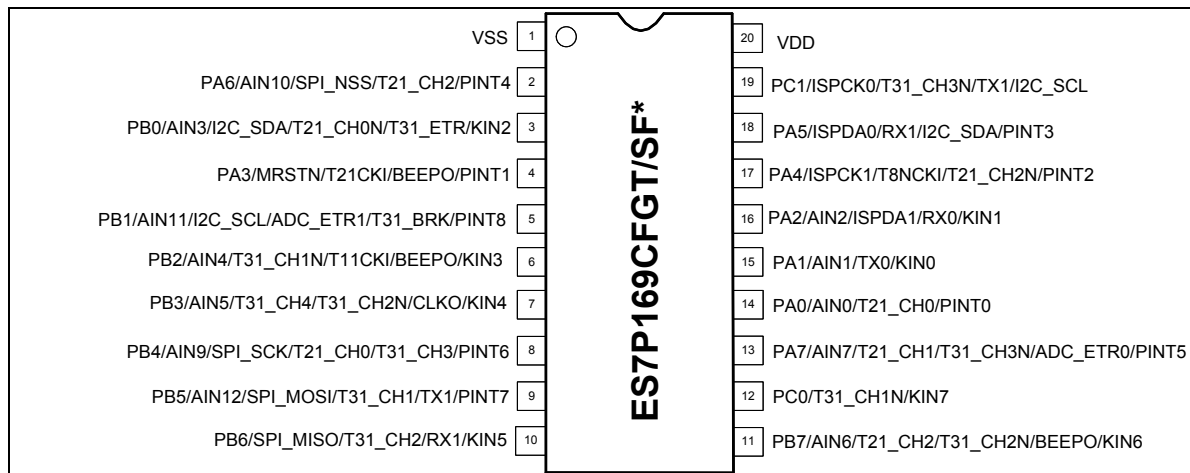 VSS 1
PA6/AIN10/SPI_NSS/T21_CH2/PINT4 2
PB0/AIN3/I2C_SDA/T21_CH0N/T31_ETR/KIN2 3
PA3/MRSTN/T21CKI/BEEPO/PINT1 4
PB1/AIN11/I2C_SCL/ADC_ETR1/T31_BRK/PINT8 5
PB2/AIN4/T31_CH1N/T11CKI/BEEPO/KIN3 6
PB3/AIN5/T31_CH4/T31_CH2N/CLKO/KIN4 7
PB4/AIN9/SPI_SCK/T21_CH0/T31_CH3/PINT6 8
PB5/AIN12/SPI_MOSI/T31_CH1/TX1/PINT7 9
PB6/SPI_MISO/T31_CH2/RX1/KIN5 10
ES7P169CFGT/SF*
20 VDD
19 PC1/ISPCK0/T31_CH3N/TX1/I2C_SCL
18 PA5/ISPDA0/RX1/I2C_SDA/PINT3
17 PA4/ISPCK1/T8NCKI/T21_CH2N/PINT2
16 PA2/AIN2/ISPDA1/RX0/KIN1
15 PA1/AIN1/TX0/KIN0
14 PA0/AIN0/T21_CH0/PINT0
13 PA7/AIN7/T21_CH1/T31_CH3N/ADC_ETR0/PINT5
12 PC0/T31_CH1N/KIN7
11 PB7/AIN6/T21_CH2/T31_CH2N/BEEPO/KIN6